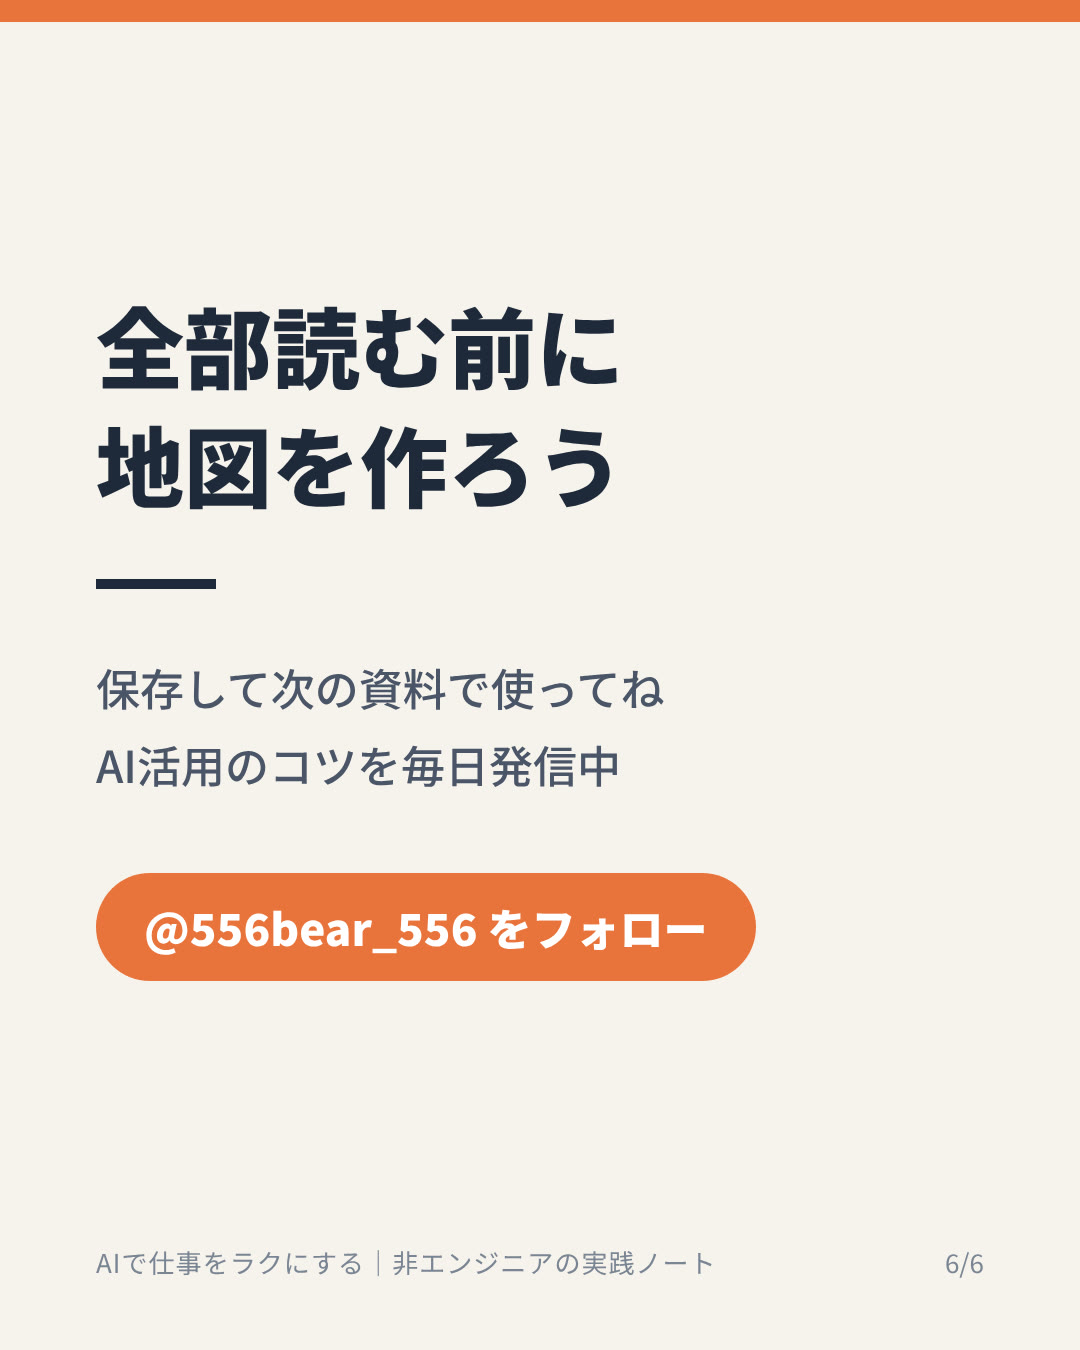 全部読む前に
地図を作ろう
保存して次の資料で使ってね
AI活用のコツを毎日発信中
@556bear_556 をフォロー
AIで仕事をラクにする｜非エンジニアの実践ノート
6/6